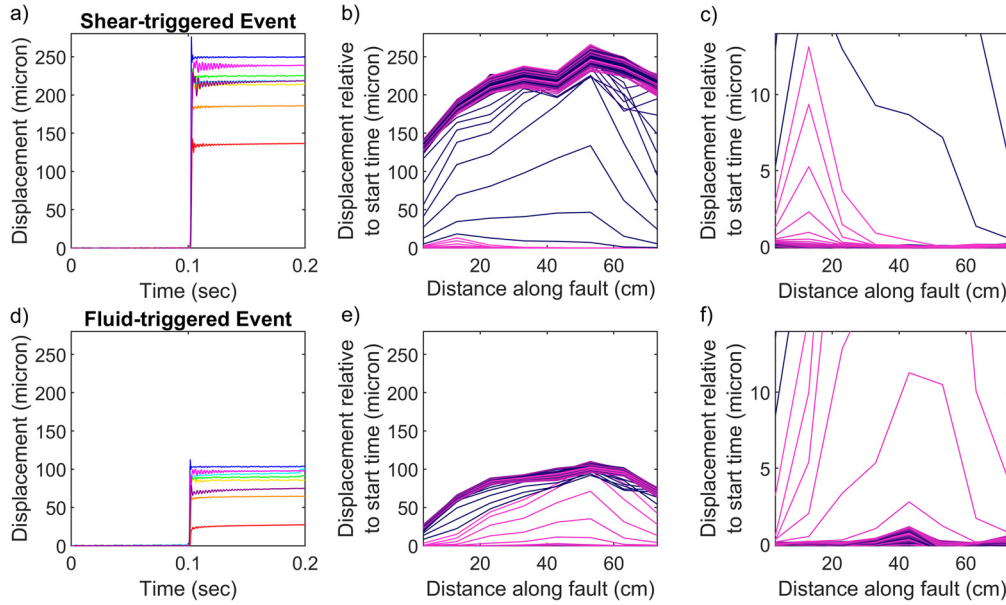 a)
Shear-triggered Event
Displacement (micron)
250
200
150
100
50
0
0
0.1
0.2
Time (sec)
b)
Displacement relative
to start time (micron)
250
200
150
100
50
0
20
40
60
Distance along fault (cm)
c)
Displacement relative
to start time (micron)
10
5
0
20
40
60
Distance along fault (cm)
d)
Fluid-triggered Event
Displacement (micron)
250
200
150
100
50
0
0
0.1
0.2
Time (sec)
e)
Displacement relative
to start time (micron)
250
200
150
100
50
0
20
40
60
Distance along fault (cm)
f)
Displacement relative
to start time (micron)
10
5
0
20
40
60
Distance along fault (cm)